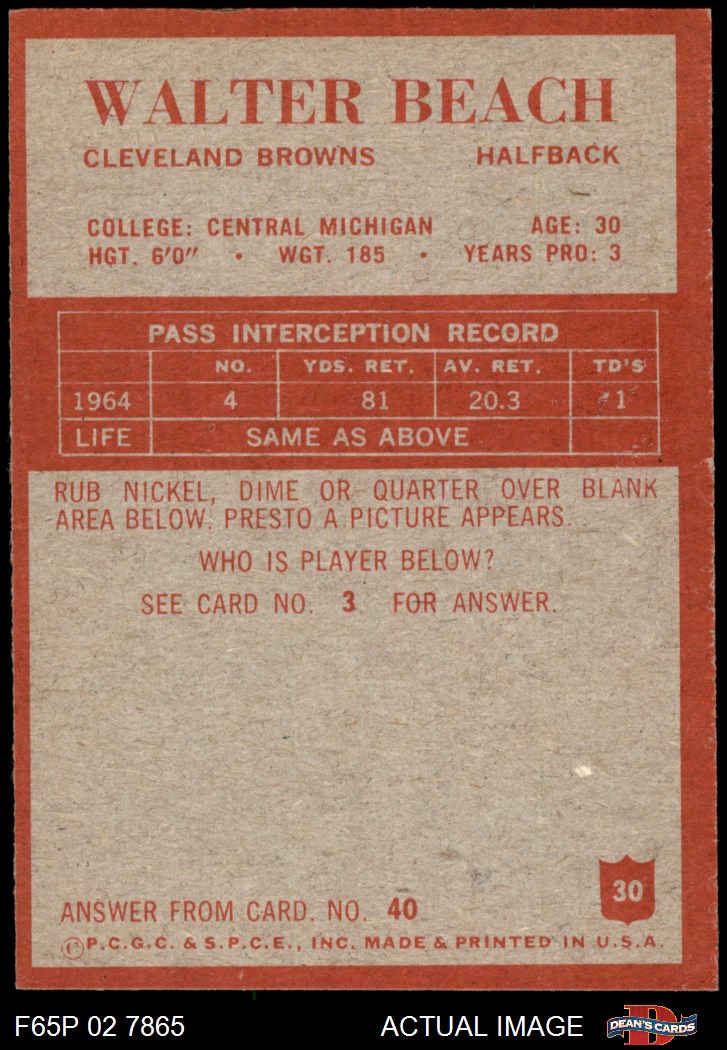 WALTER BEACH
CLEVELAND BROWNS HALFBACK
COLLEGE: CENTRAL MICHIGAN AGE: 30
HGT. 6'0" • WGT. 185 • YEARS PRO: 3
PASS INTERCEPTION RECORD
NO. YDS. RET. AV. RET. TD'S
1964 4 81 20.3 1
LIFE SAME AS ABOVE
RUB NICKEL, DIME OR QUARTER OVER BLANK
AREA BELOW. PRESTO A PICTURE APPEARS.
WHO IS PLAYER BELOW?
SEE CARD NO. 3 FOR ANSWER.
30
ANSWER FROM CARD. NO. 40
©P.C.G.C. & S.P.C.E., INC. MADE & PRINTED IN U.S.A.
F65P 02 7865 ACTUAL IMAGE D DEAN'S CARDS